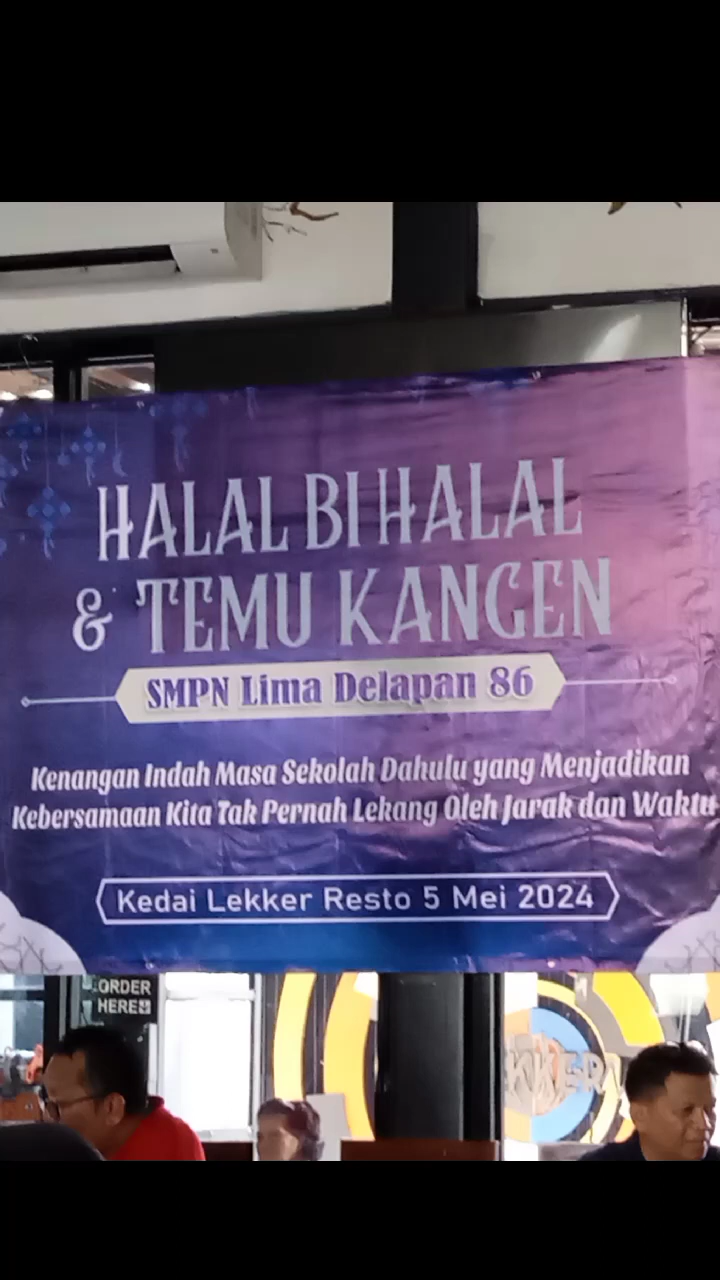 HALAL BI HALAL
& TEMU KANGEN
SMPN Lima Delapan 86
Kenangan Indah Masa Sekolah Dahulu yang Menjadikan
Kebersamaan Kita Tak Pernah Lekang Oleh Jarak dan Waktu
Kedai Lekker Resto 5 Mei 2024
ORDER
HERE
KKER